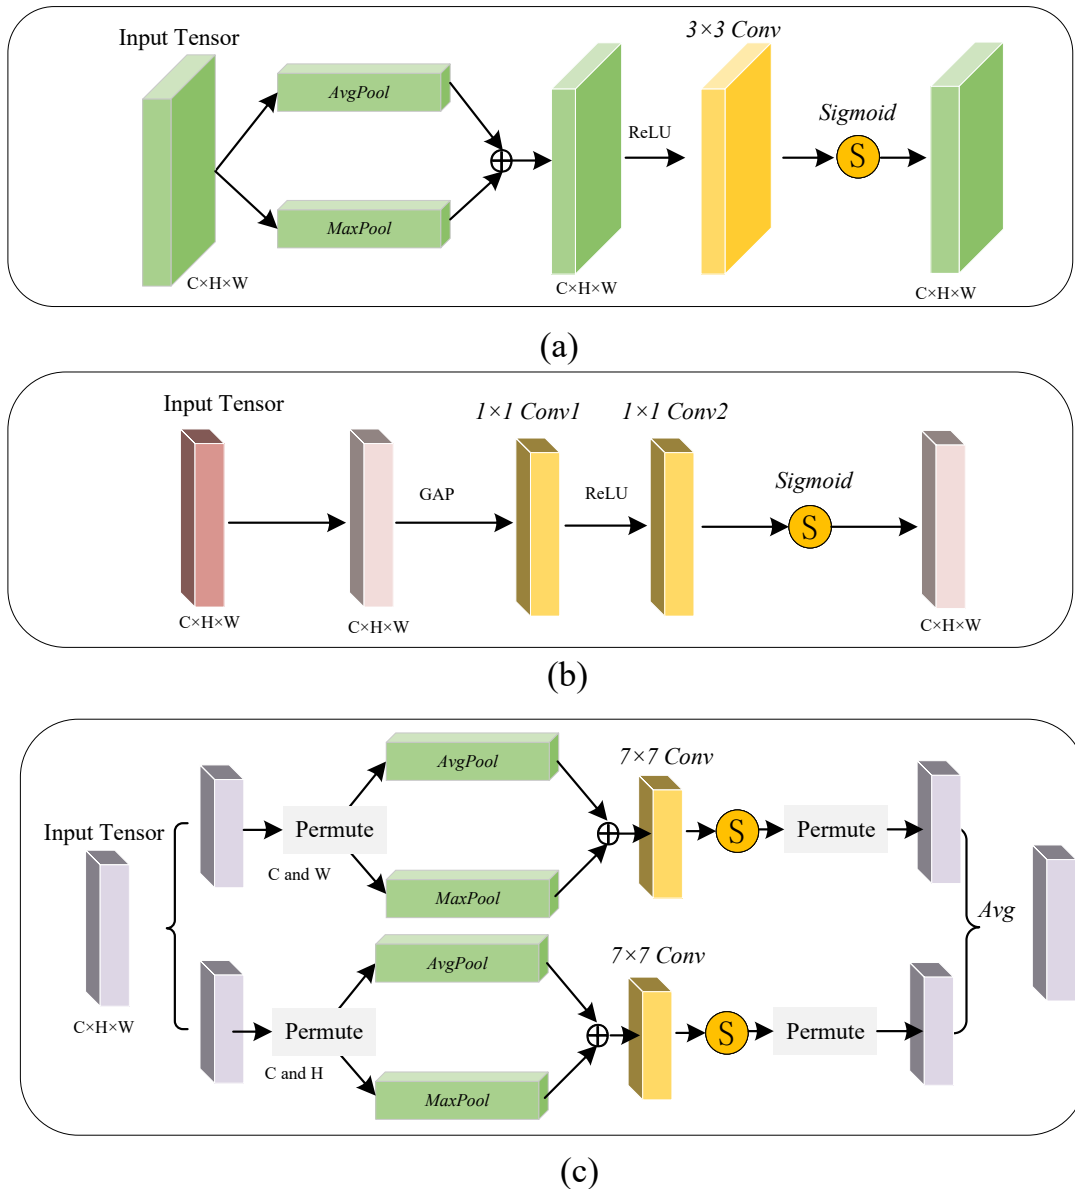 Input Tensor
3×3 Conv
AvgPool
ReLU
Sigmoid
S
MaxPool
C×H×W
C×H×W
C×H×W
(a)
Input Tensor
1×1 Conv1
1×1 Conv2
GAP
ReLU
Sigmoid
S
C×H×W
C×H×W
C×H×W
(b)
AvgPool
7×7 Conv
Input Tensor
Permute
S
Permute
C and W
MaxPool
Avg
AvgPool
7×7 Conv
C×H×W
Permute
S
Permute
C and H
MaxPool
(c)